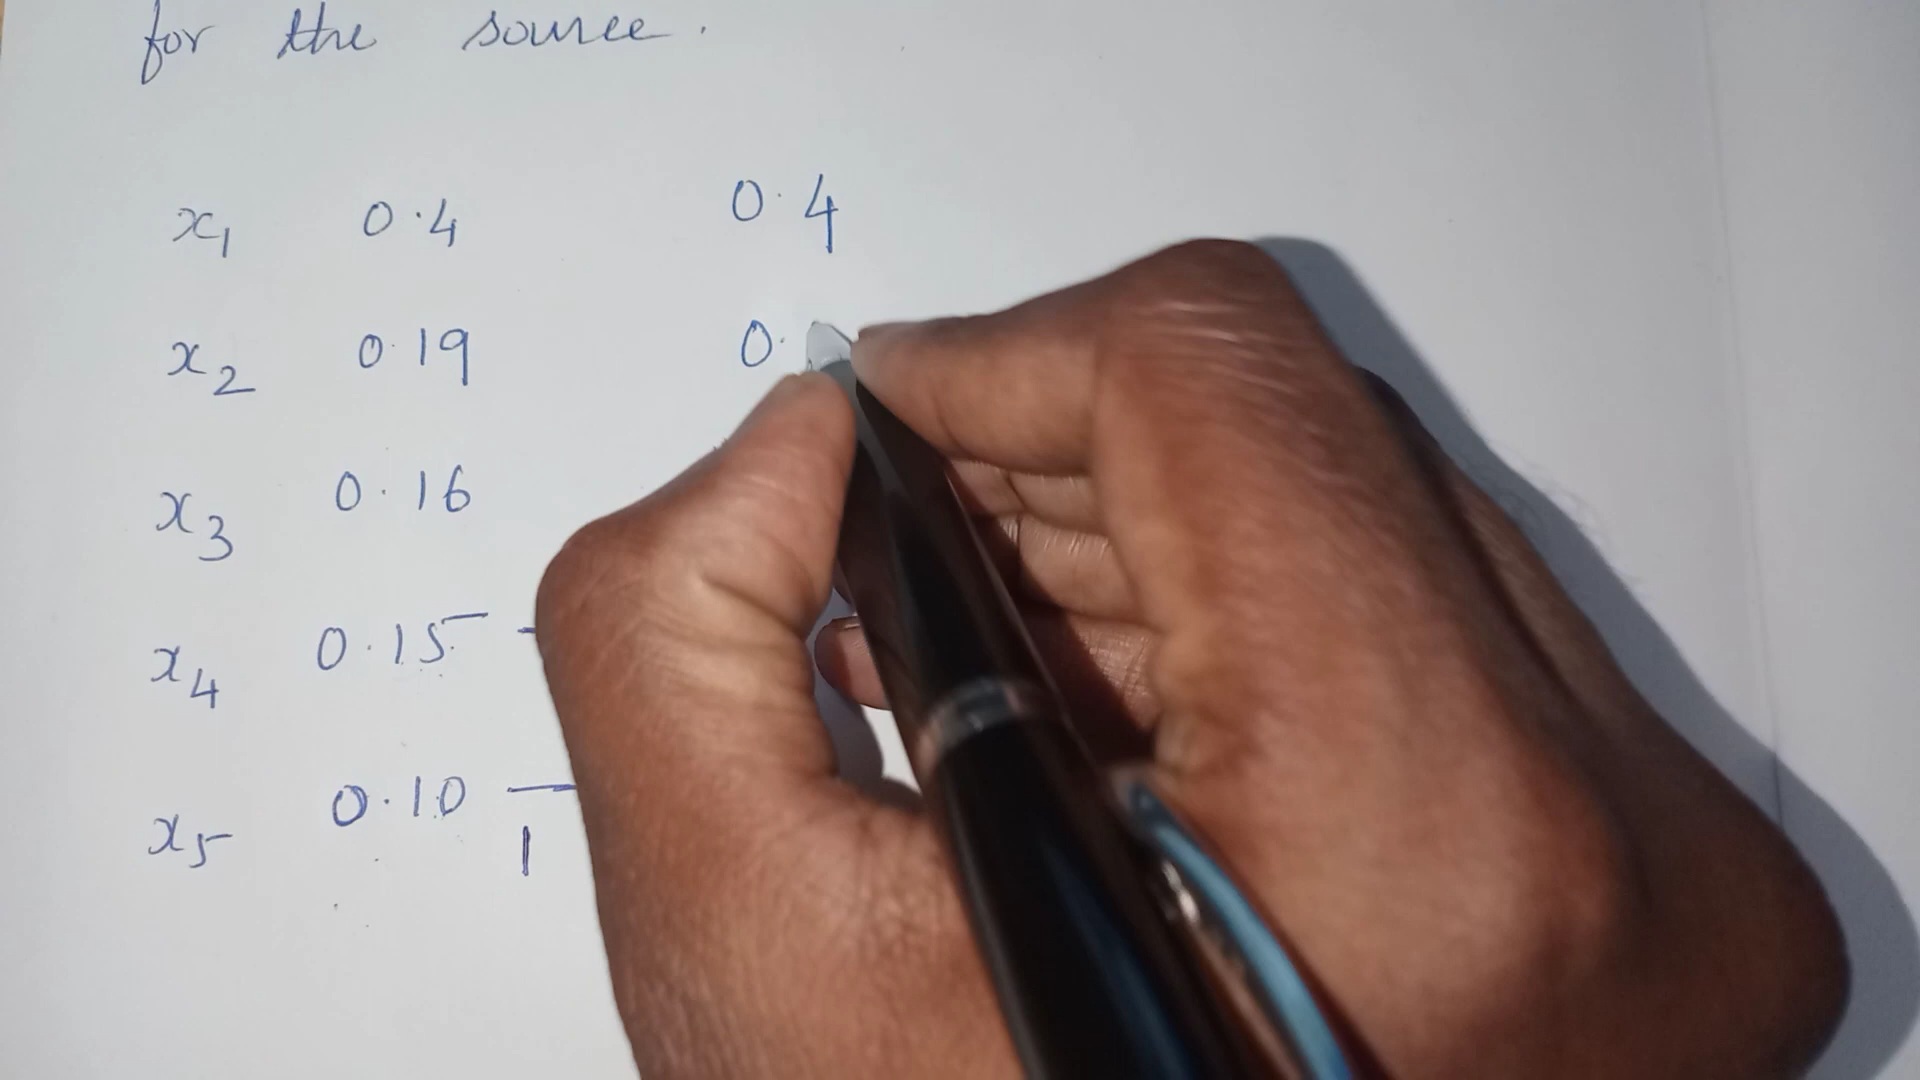 for the source.
x1 0.4 0.4
x2 0.19 0.
x3 0.16
x4 0.15 -
x5 0.10 —
1